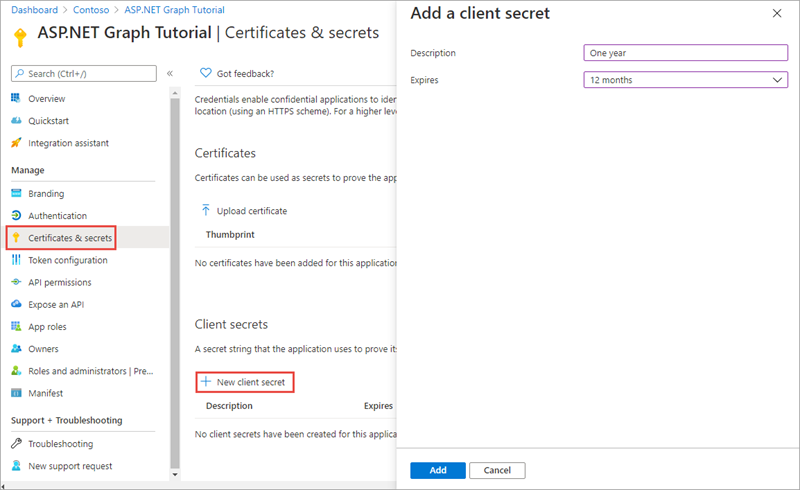 Dashboard > Contoso > ASP.NET Graph Tutorial
ASP.NET Graph Tutorial | Certificates & secrets
Search (Ctrl+/)
«
Overview
Quickstart
Integration assistant
Manage
Branding
Authentication
Certificates & secrets
Token configuration
API permissions
Expose an API
App roles
Owners
Roles and administrators | Pre...
Manifest
Support + Troubleshooting
Troubleshooting
New support request
Got feedback?
Credentials enable confidential applications to
location (using an HTTPS scheme). For a higher
Certificates
Certificates can be used as secrets to prove the
Upload certificate
Thumbprint
No certificates have been added for this application
Client secrets
A secret string that the application uses to prove
New client secret
Description Expires
No client secrets have been created for this
Add a client secret
Description One year
Expires 12 months
Add Cancel